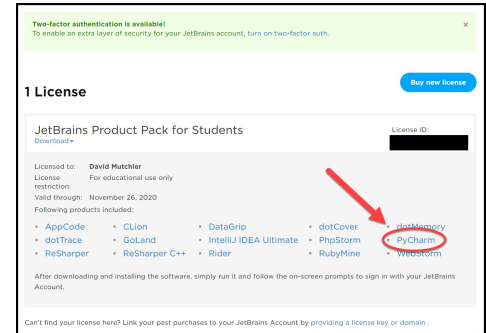 Two-factor authentication is available!
To enable an extra layer of security for your JetBrains account, turn on two-factor auth.
×
Buy new license
1 License
JetBrains Product Pack for Students
License ID:
Download
Licensed to: David Mutchler
License restriction: For educational use only
Valid through: November 26, 2020
Following products included:
• AppCode • CLion • DataGrip • dotCover • dotMemory
• dotTrace • GoLand • IntelliJ IDEA Ultimate • PhpStorm • PyCharm
• ReSharper • ReSharper C++ • Rider • RubyMine • WebStorm
After downloading and installing the software, simply run it and follow the on-screen prompts to sign in with your JetBrains
Account.
Can't find your license here? Link your past purchases to your JetBrains Account by providing a license key or domain .